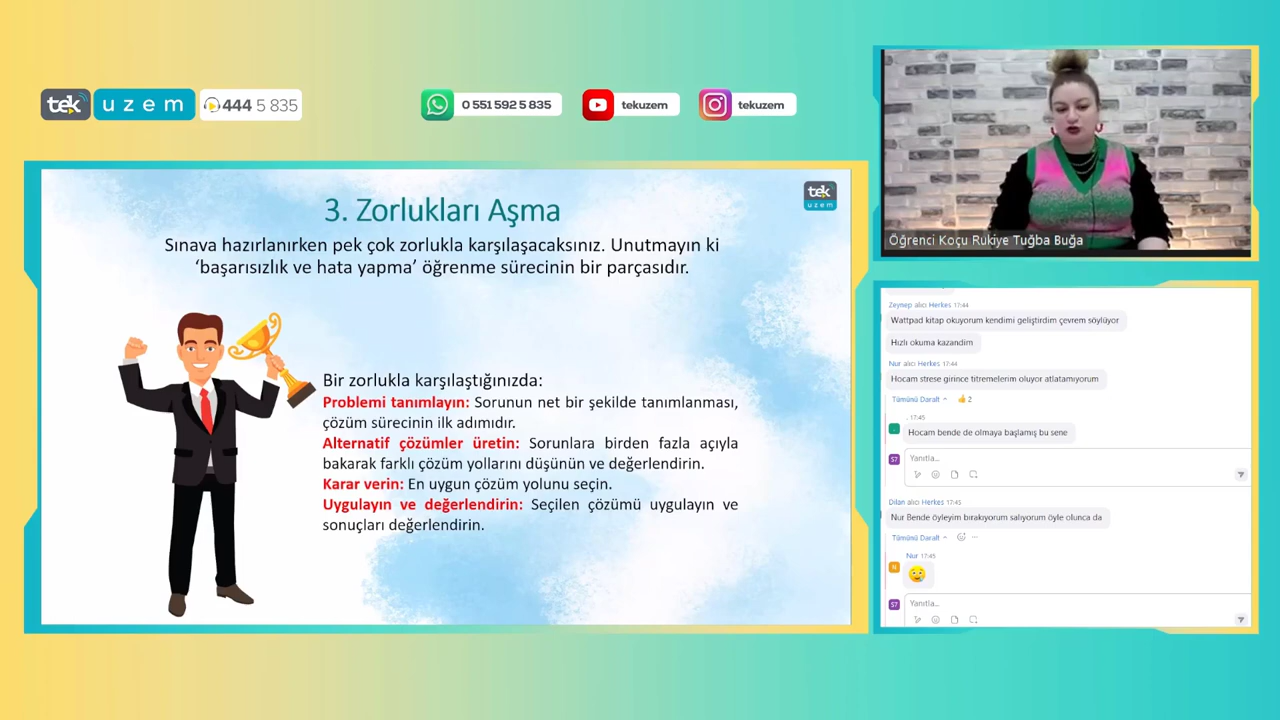 tek uzem 444 5 835
0 551 592 5 835
tekuzem
tekuzem
tek
uzem
3. Zorlukları Aşma
Sınava hazırlanırken pek çok zorlukla karşılaşacaksınız. Unutmayın ki
‘başarısızlık ve hata yapma’ öğrenme sürecinin bir parçasıdır.
Bir zorlukla karşılaştığınızda:
Problemi tanımlayın: Sorunun net bir şekilde tanımlanması,
çözüm sürecinin ilk adımıdır.
Alternatif çözümler üretin: Sorunlara birden fazla açıyla
bakarak farklı çözüm yollarını düşünün ve değerlendirin.
Karar verin: En uygun çözüm yolunu seçin.
Uygulayın ve değerlendirin: Seçilen çözümü uygulayın ve
sonuçları değerlendirin.
Öğrenci Koçu Rukiye Tuğba Buğa
Zeynep alıcı Herkes 17:44
Wattpad kitap okuyorum kendimi geliştirdim çevrem söylüyor
Hızlı okuma kazandim
Nur alıcı Herkes 17:44
Hocam strese girince titremelerim oluyor atlatamıyorum
Tümünü Daralt 2
. 17:45
Hocam bende de olmaya başlamış bu sene
S?
Yanıtla...
Dilan alıcı Herkes 17:45
Nur Bende öyleyim bırakıyorum salıyorum öyle olunca da
Tümünü Daralt
Nur 17:45
N
S?
Yanıtla...